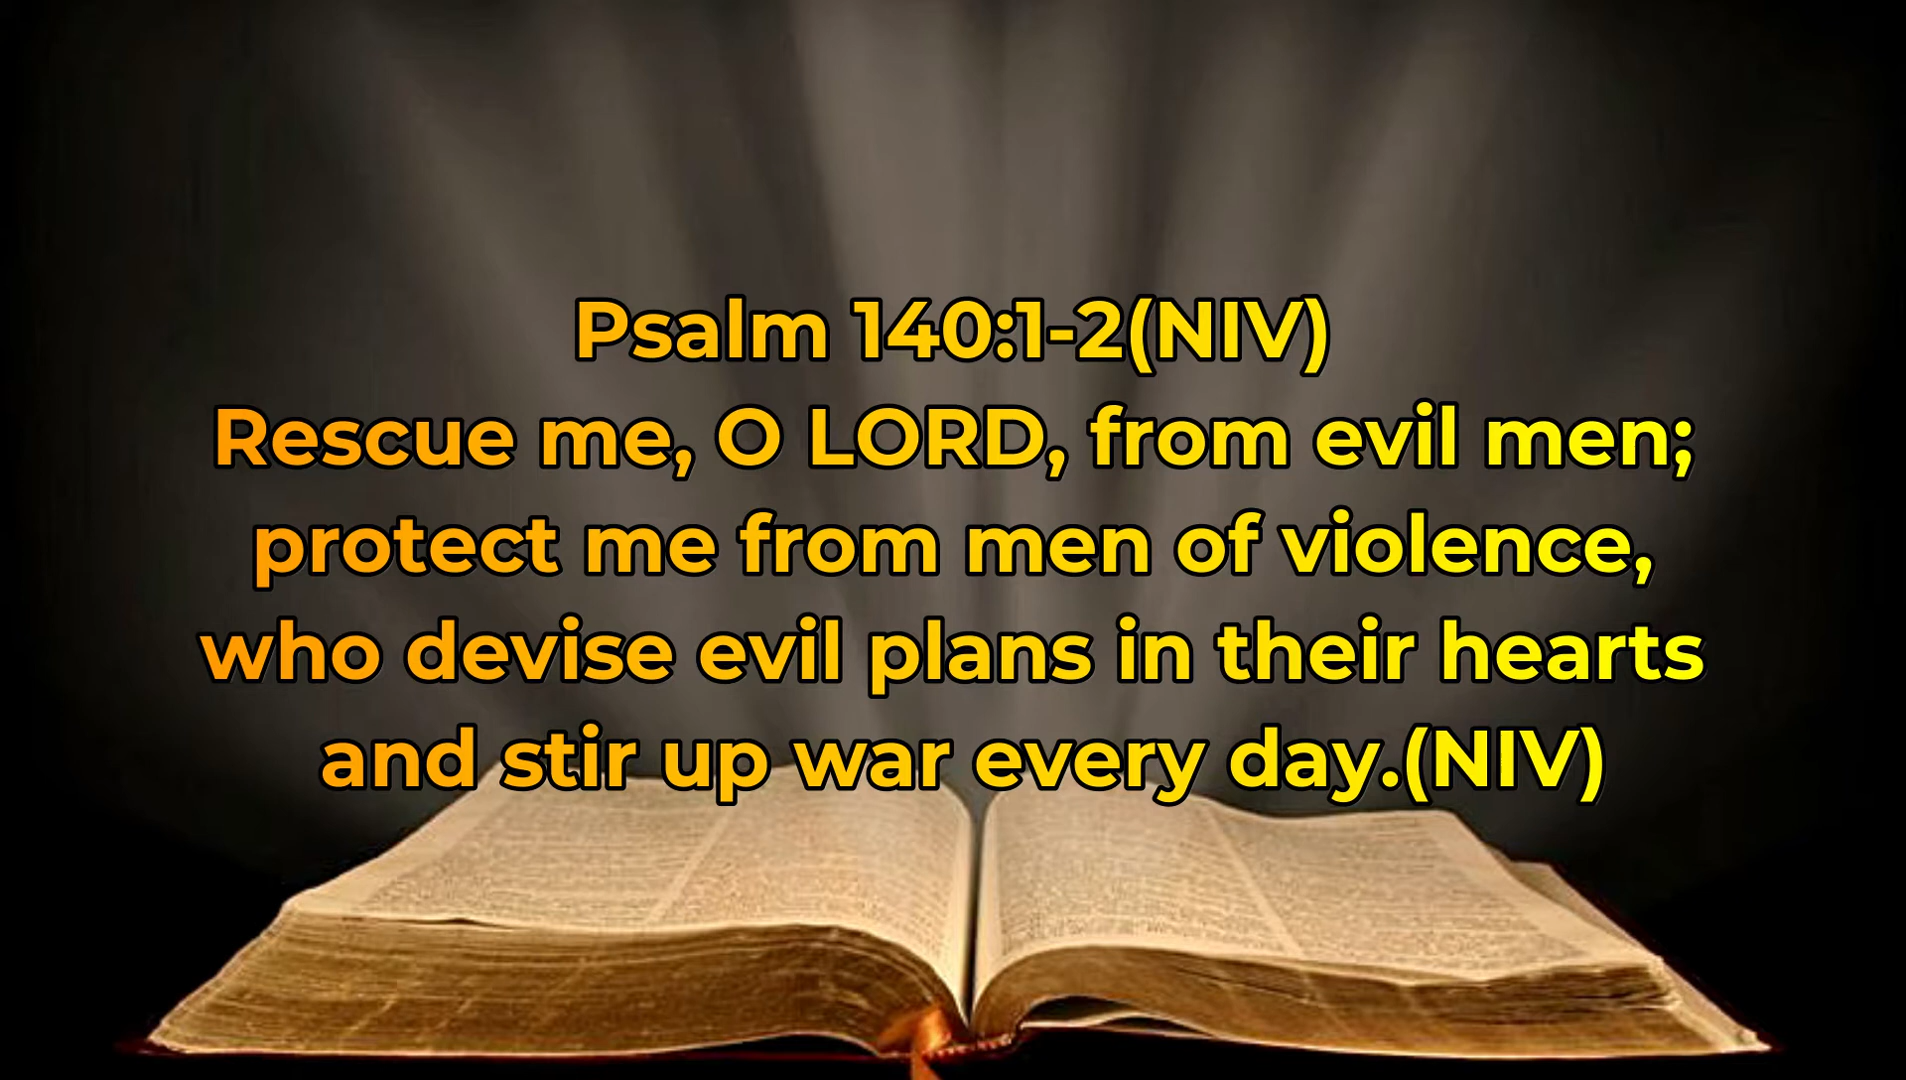 Psalm 140:1-2(NIV)
Rescue me, O LORD, from evil men;
protect me from men of violence,
who devise evil plans in their hearts
and stir up war every day.(NIV)